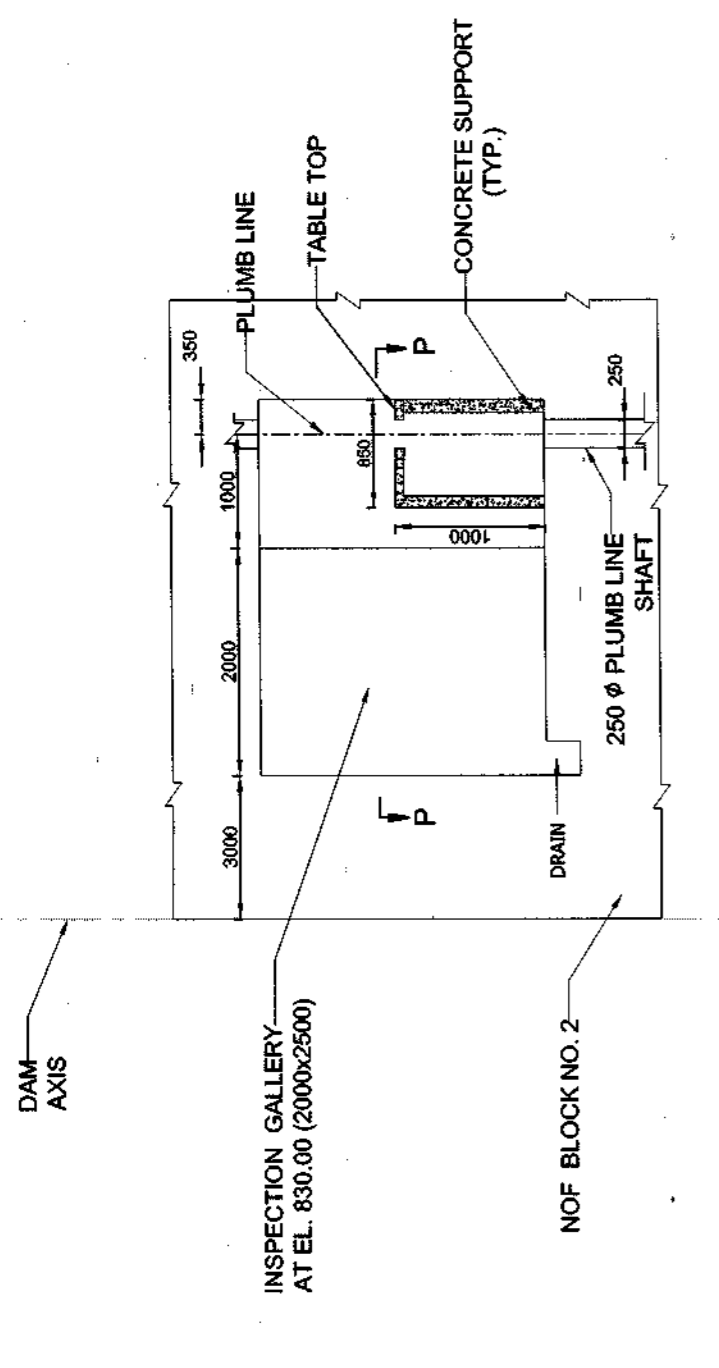 DAM
AXIS
INSPECTION GALLERY
AT EL. 830.00 (2000x2500)
NOF BLOCK NO. 2
3000
2000
1000
350
PLUMB LINE
TABLE TOP
CONCRETE SUPPORT
(TYP.)
P
P
850
1000
250
250 Φ PLUMB LINE
SHAFT
DRAIN